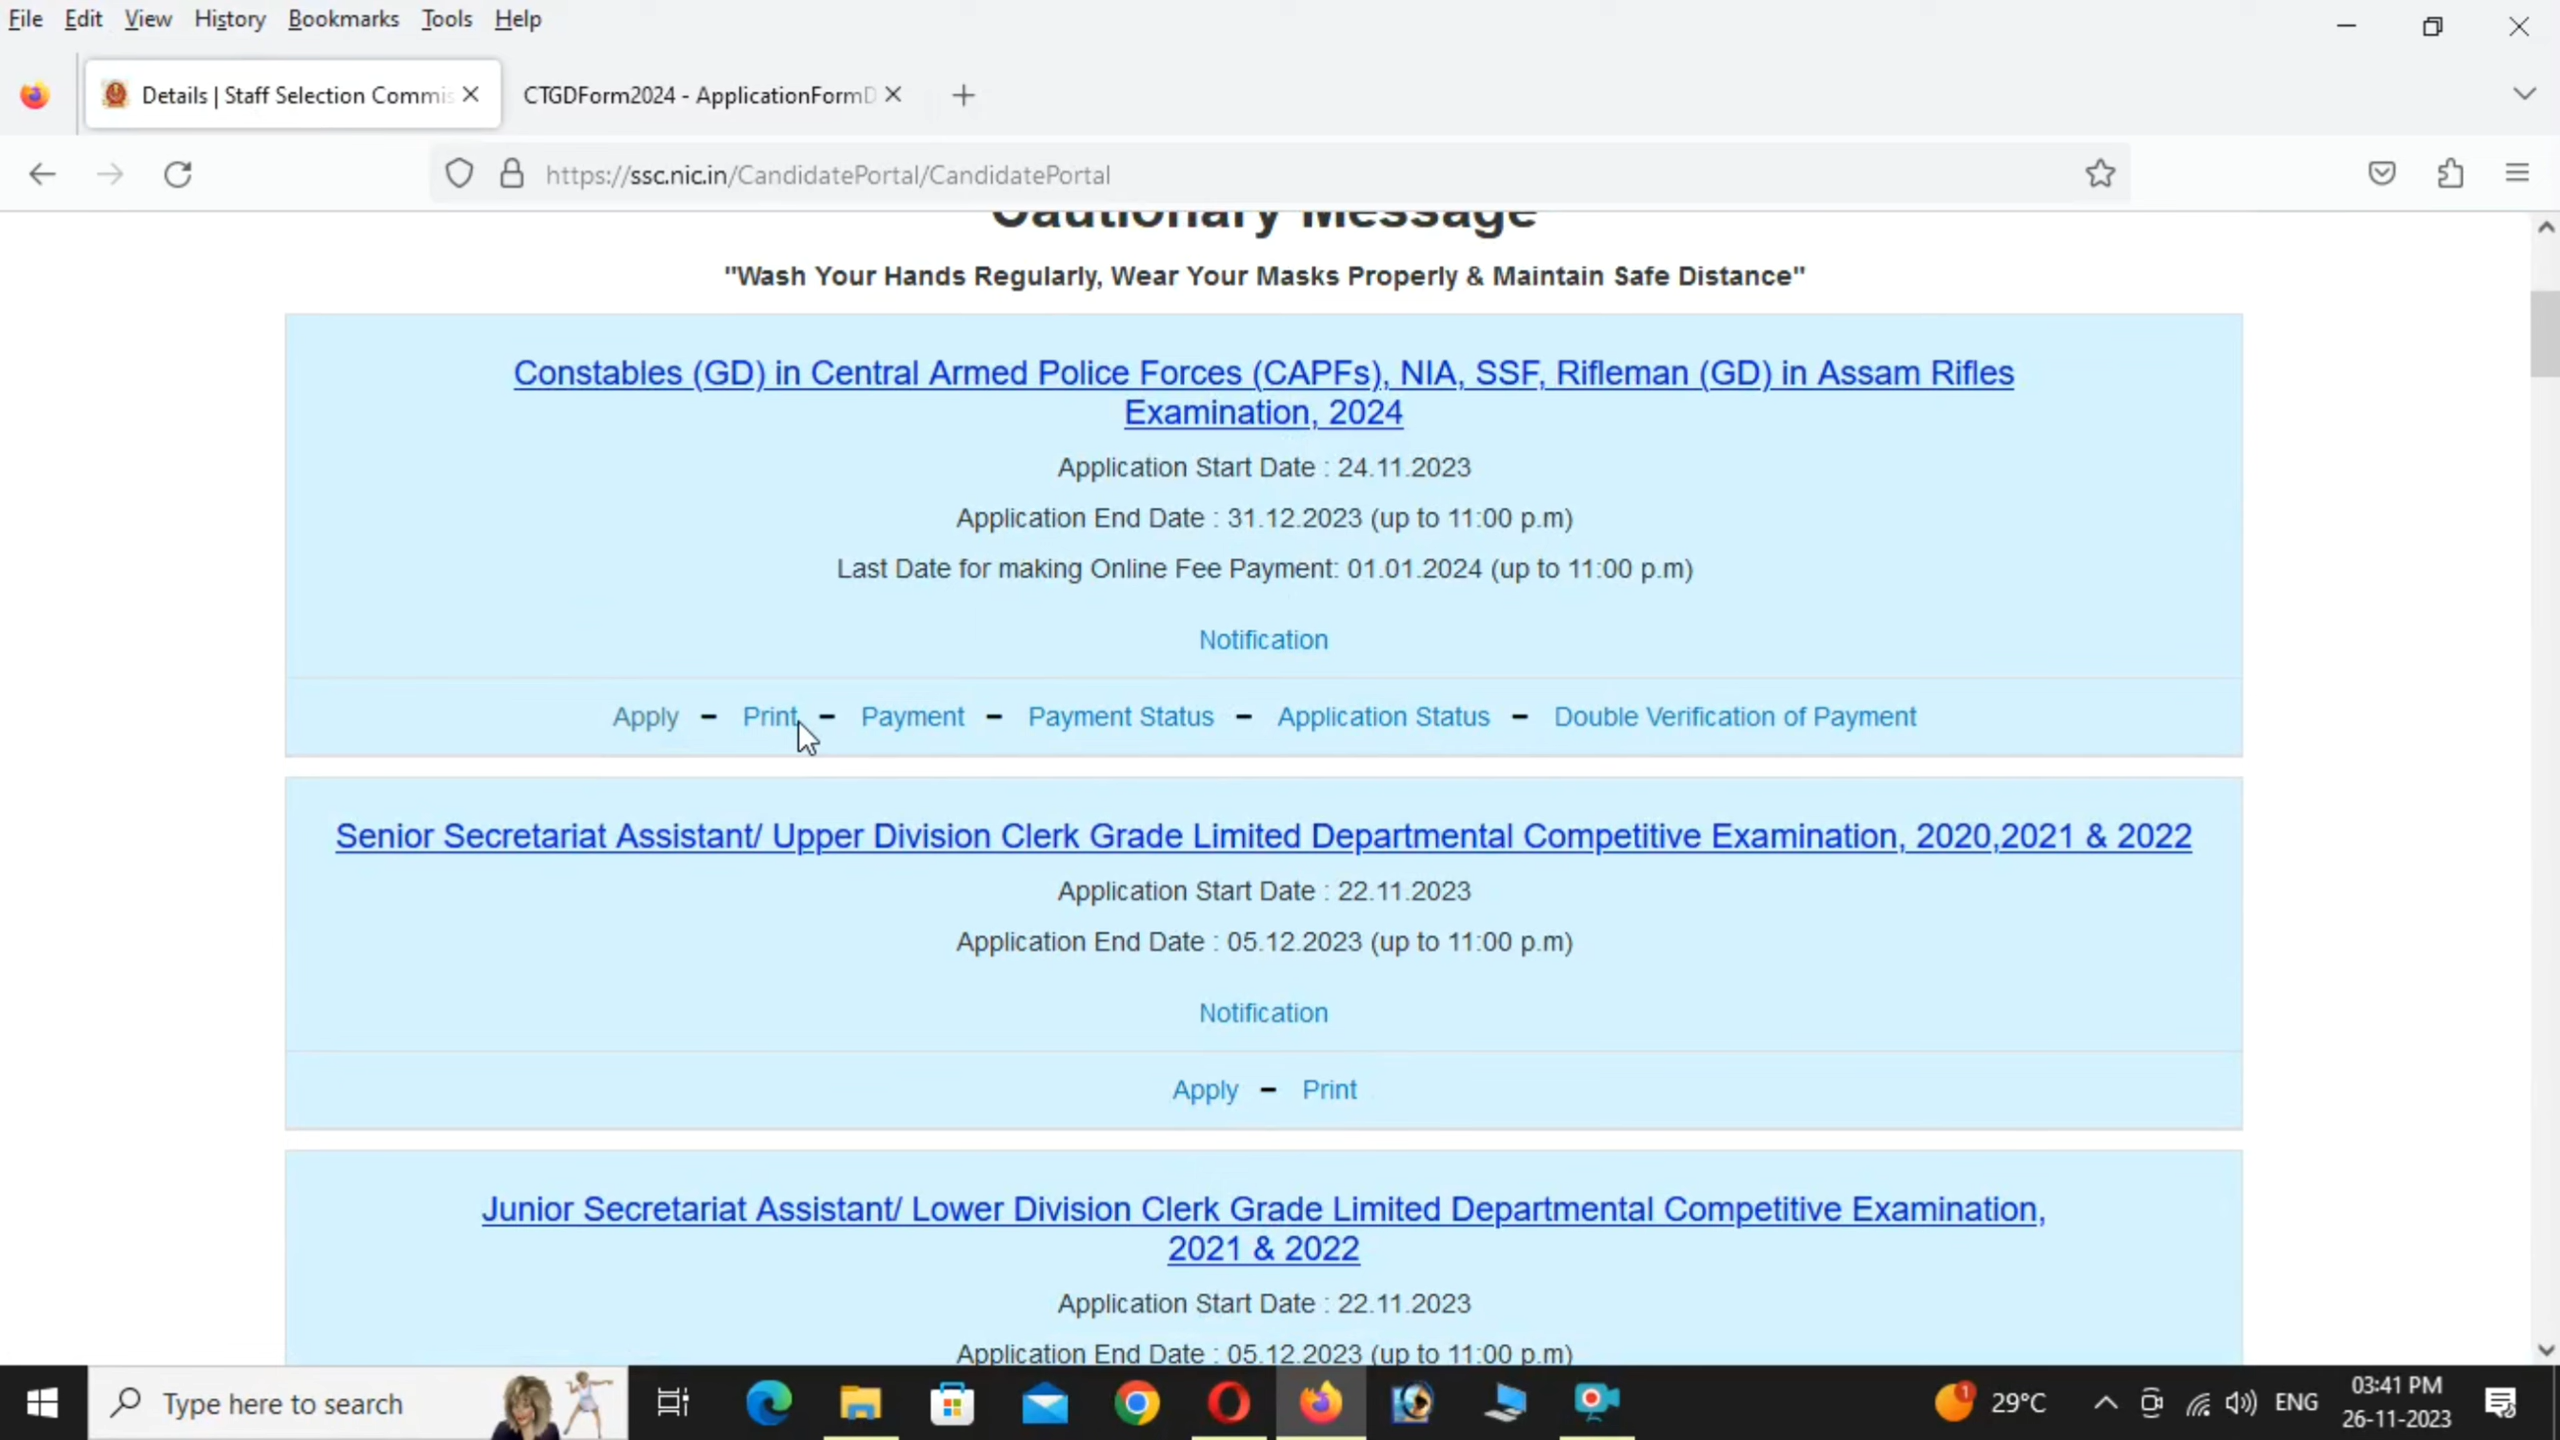 File Edit View History Bookmarks Tools Help
Details | Staff Selection Commis
CTGDForm2024 - ApplicationFormD
https://ssc.nic.in/CandidatePortal/CandidatePortal
Cautionary Message
"Wash Your Hands Regularly, Wear Your Masks Properly & Maintain Safe Distance"
Constables (GD) in Central Armed Police Forces (CAPFs), NIA, SSF, Rifleman (GD) in Assam Rifles
Examination, 2024
Application Start Date : 24.11.2023
Application End Date : 31.12.2023 (up to 11:00 p.m)
Last Date for making Online Fee Payment: 01.01.2024 (up to 11:00 p.m)
Notification
Apply - Print - Payment - Payment Status - Application Status - Double Verification of Payment
Senior Secretariat Assistant/ Upper Division Clerk Grade Limited Departmental Competitive Examination, 2020,2021 & 2022
Application Start Date : 22.11.2023
Application End Date : 05.12.2023 (up to 11:00 p.m)
Notification
Apply - Print
Junior Secretariat Assistant/ Lower Division Clerk Grade Limited Departmental Competitive Examination,
2021 & 2022
Application Start Date : 22.11.2023
Application End Date : 05.12.2023 (up to 11:00 p.m)
Type here to search
1
29°C
ENG
03:41 PM
26-11-2023